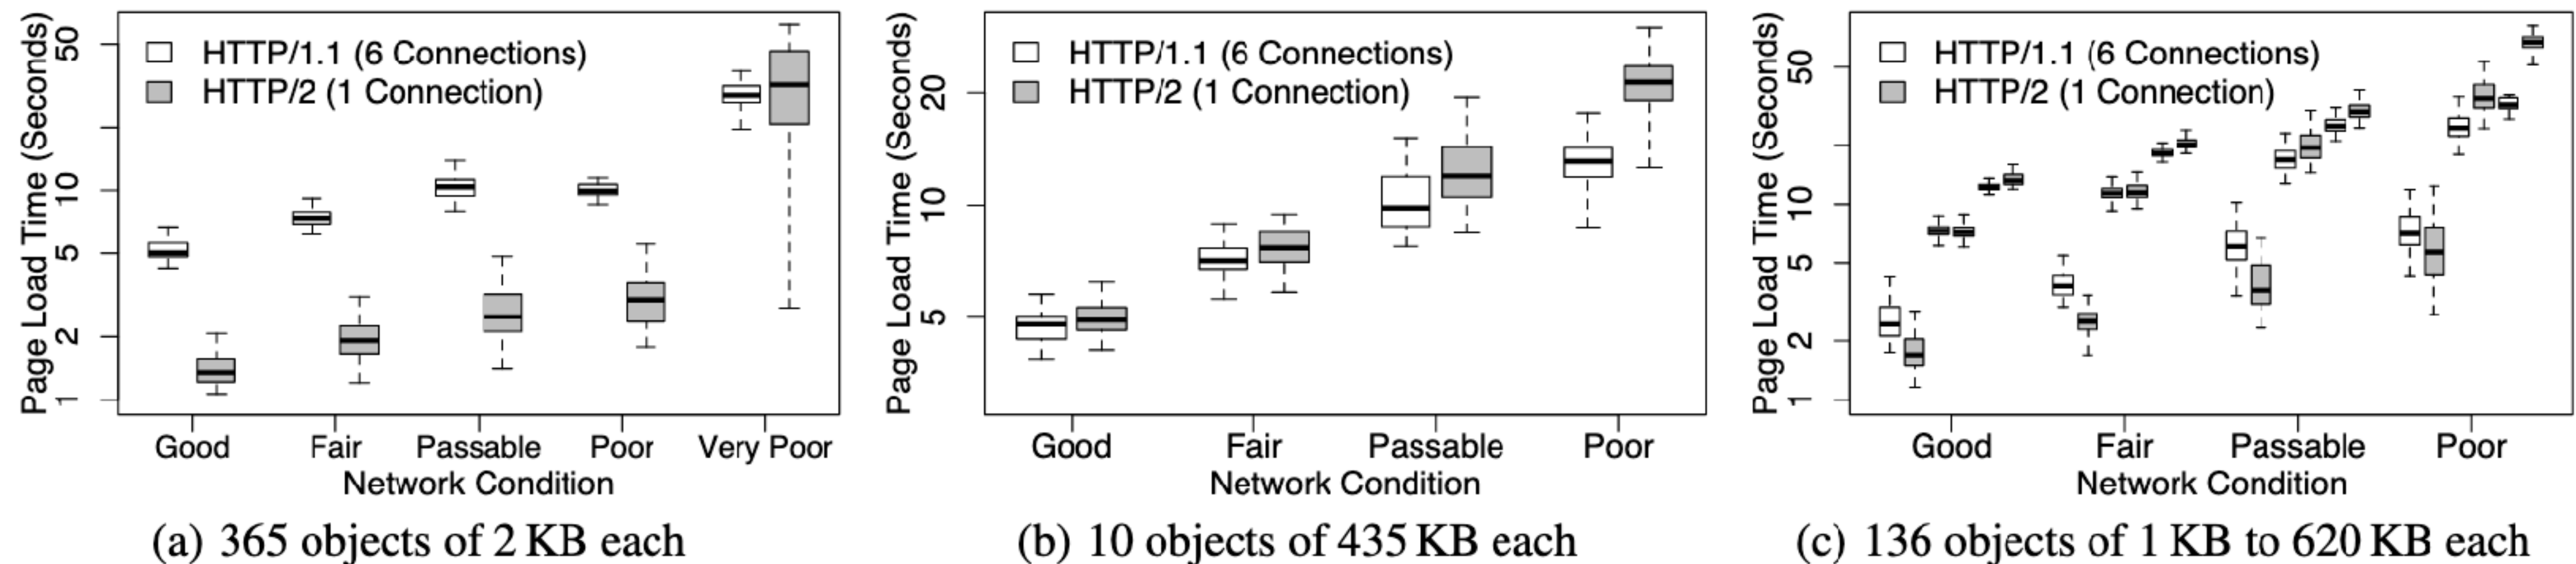 Page Load Time (Seconds)
50
10
5
2
1
HTTP/1.1 (6 Connections)
HTTP/2 (1 Connection)
Good Fair Passable Poor Very Poor
Network Condition
(a) 365 objects of 2 KB each
Page Load Time (Seconds)
20
10
5
HTTP/1.1 (6 Connections)
HTTP/2 (1 Connection)
Good Fair Passable Poor
Network Condition
(b) 10 objects of 435 KB each
Page Load Time (Seconds)
50
10
5
2
1
HTTP/1.1 (6 Connections)
HTTP/2 (1 Connection)
Good Fair Passable Poor
Network Condition
(c) 136 objects of 1 KB to 620 KB each